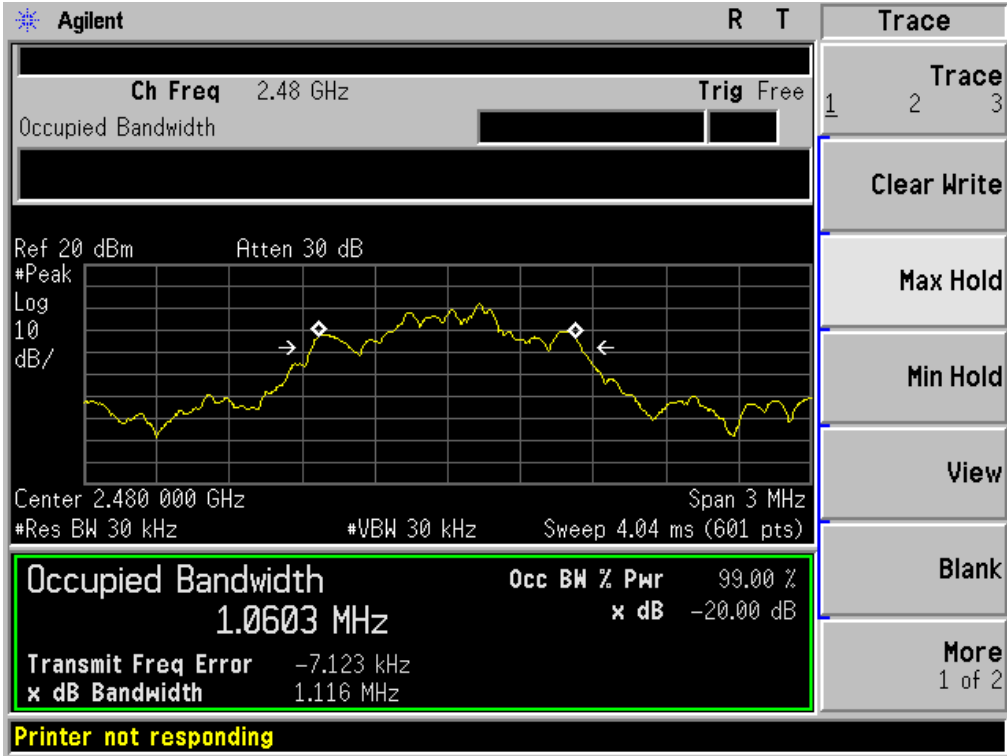 Agilent R T Trace
Ch Freq 2.48 GHz Trig Free
Occupied Bandwidth
Trace
1 2 3
Clear Write
Max Hold
Min Hold
View
Blank
More
1 of 2
Ref 20 dBm Atten 30 dB
#Peak
Log
10
dB/
Center 2.480 000 GHz Span 3 MHz
#Res BW 30 kHz #VBW 30 kHz Sweep 4.04 ms (601 pts)
Occupied Bandwidth Occ BW % Pwr 99.00 %
1.0603 MHz x dB -20.00 dB
Transmit Freq Error -7.123 kHz
x dB Bandwidth 1.116 MHz
Printer not responding